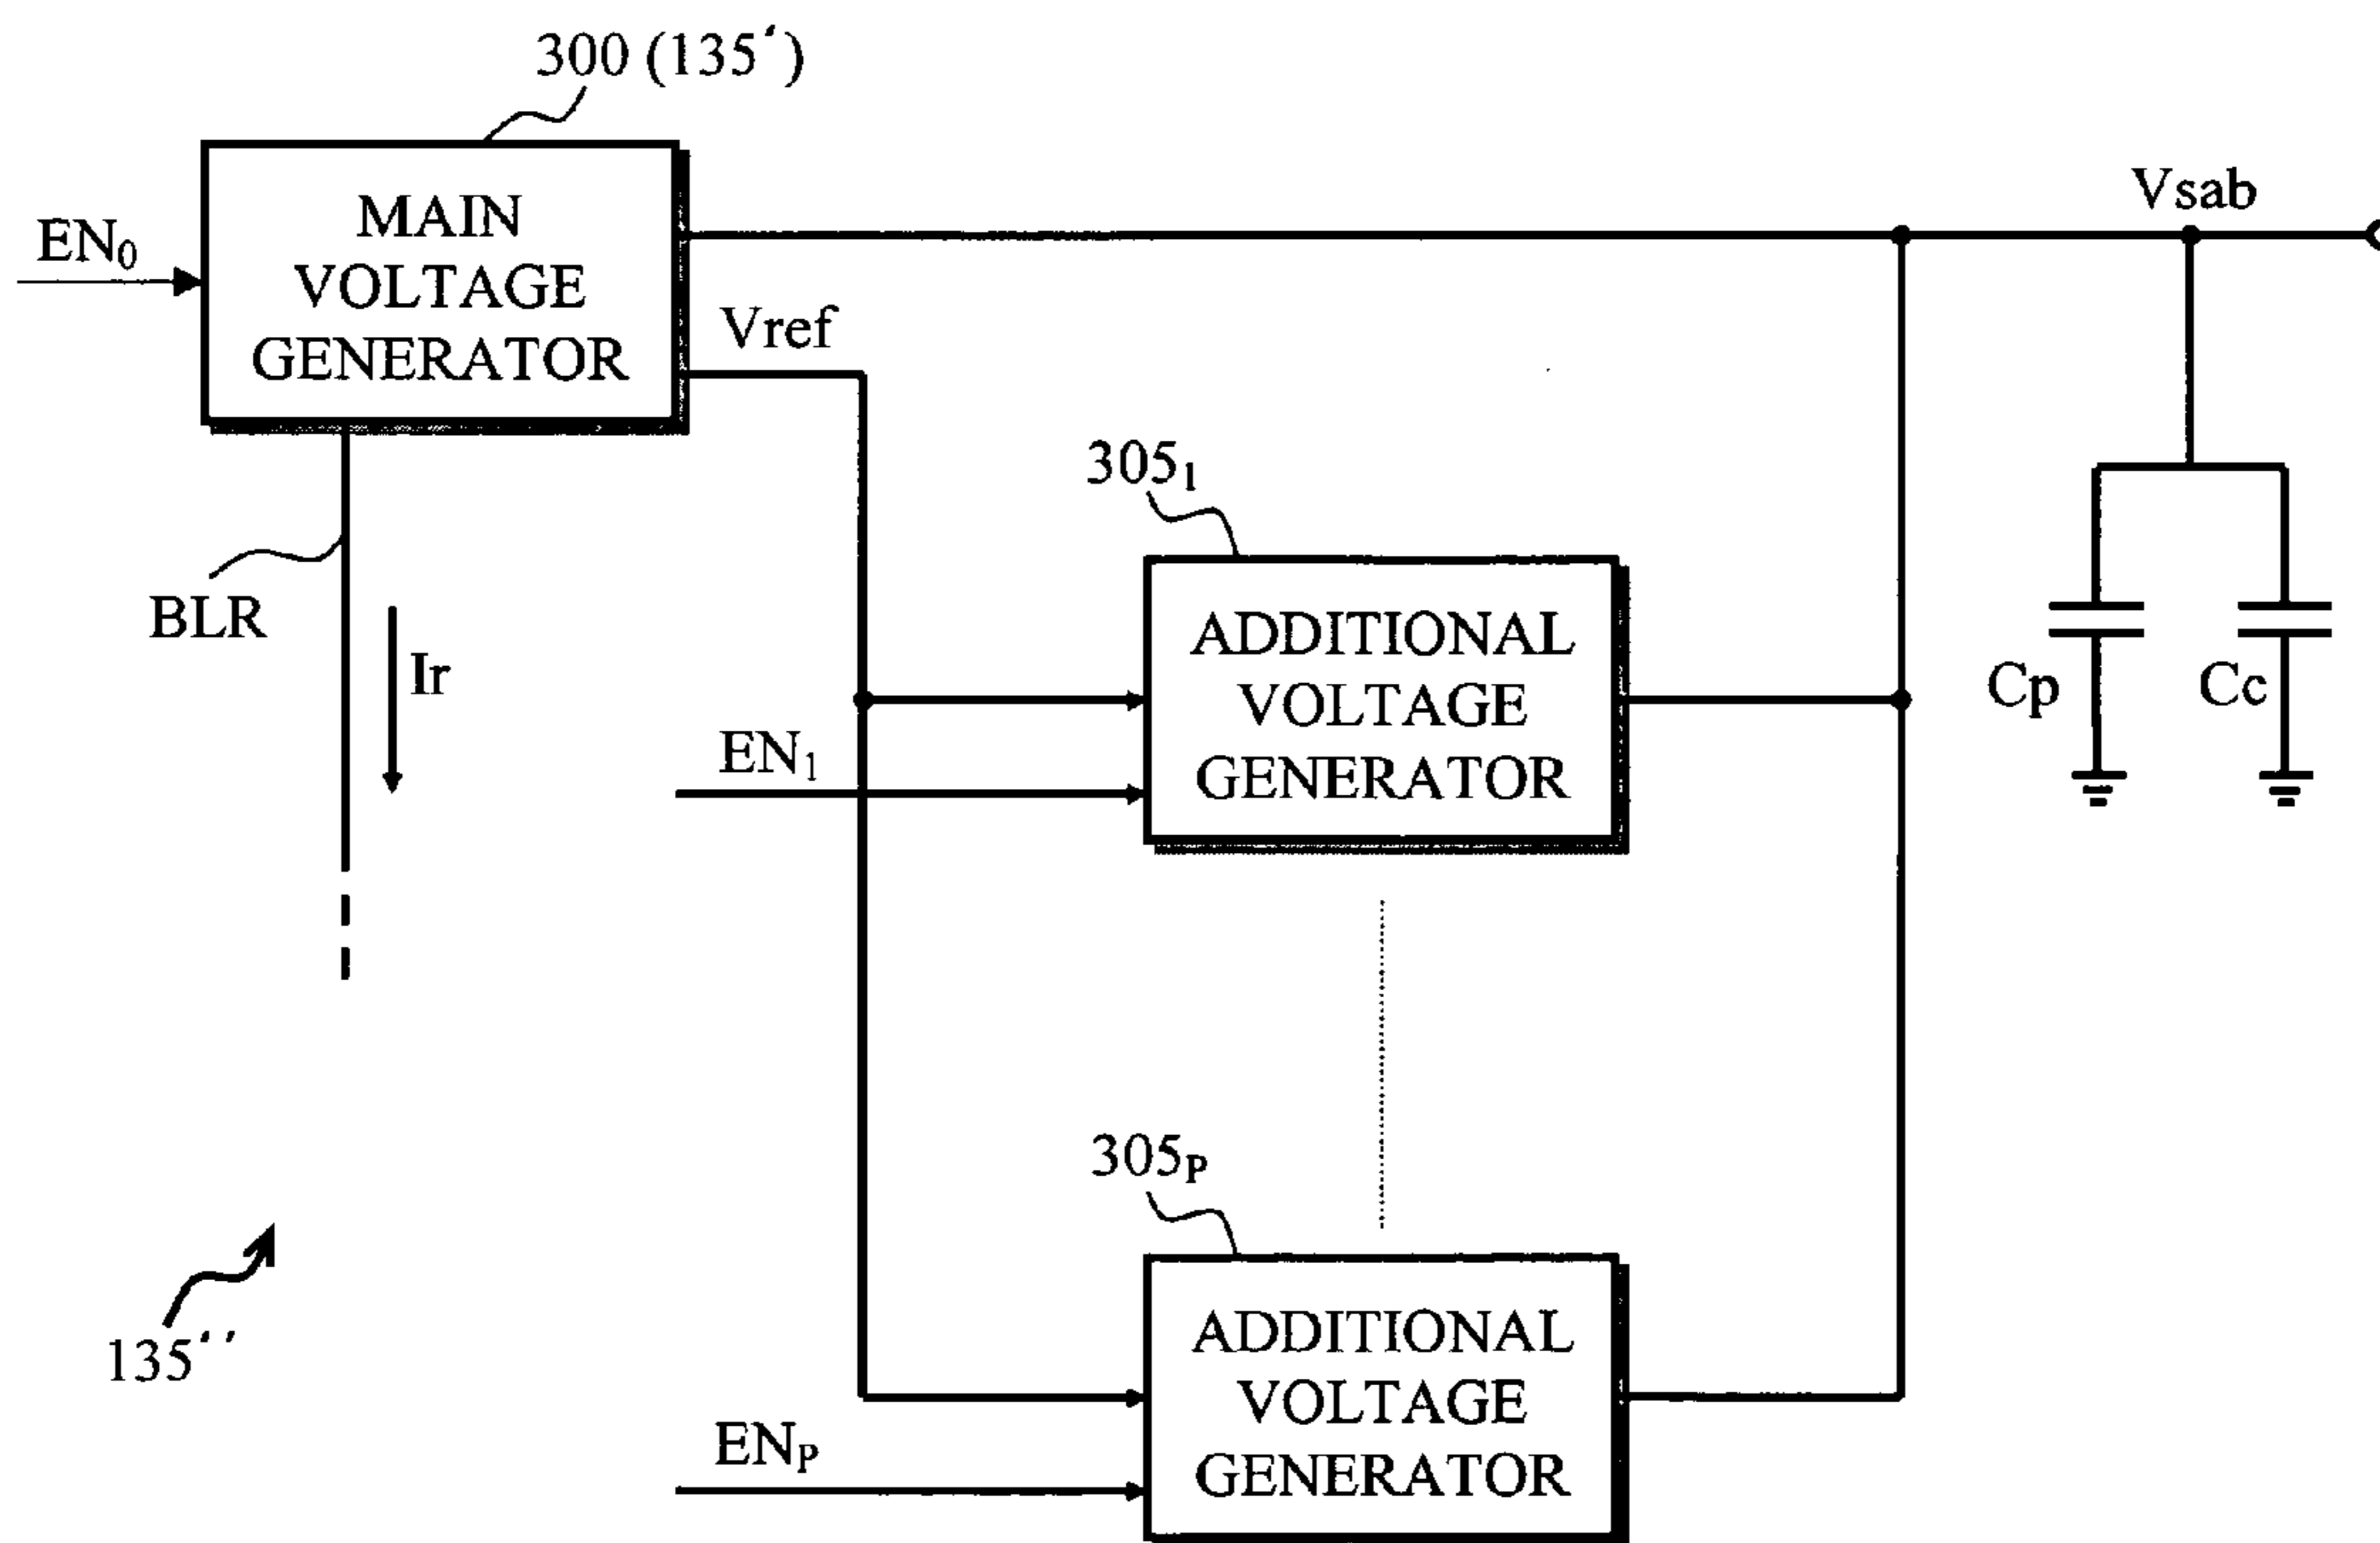 300 (135')
EN₀
MAIN
VOLTAGE
GENERATOR
Vsab
Vref
305₁
BLR
Ir
ADDITIONAL
VOLTAGE
GENERATOR
Cp
Cc
EN₁
305ₚ
135''
ADDITIONAL
VOLTAGE
GENERATOR
ENₚ